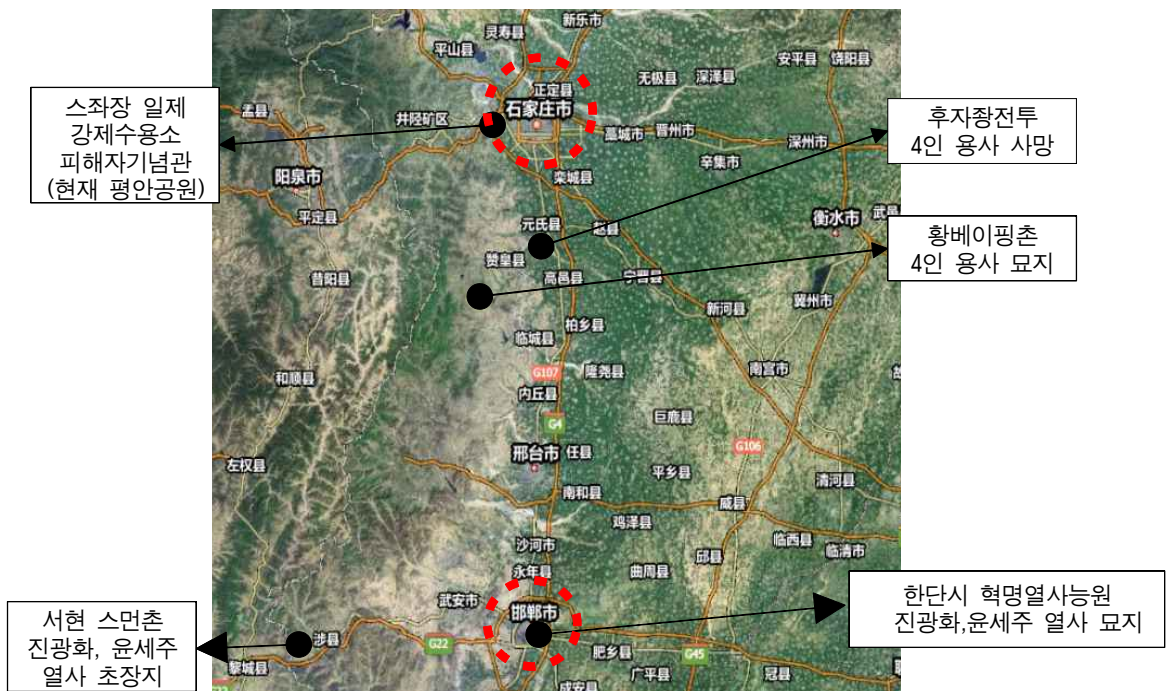 스좌장 일제
강제수용소
피해자기념관
(현재 평안공원)
후자좡전투
4인 용사 사망
황베이핑촌
4인 용사 묘지
한단시 혁명열사능원
진광화,윤세주 열사 묘지
서현 스먼촌
진광화, 윤세주
열사 초장지
灵寿县
新乐市
平山县
安平县
饶阳县
无极县
深泽县
正定县
盂县
井陉矿区
石家庄市
藁城市
晋州市
深州市
辛集市
阳泉市
栾城县
平定县
衡水市
武邑
元氏县
赵县
赞皇县
昔阳县
高邑县
宁晋县
冀州市
新河县
柏乡县
临城县
G107
隆尧县
和顺县
南宫市
内丘县
巨鹿县
G4
G106
邢台市
任县
左权县
平乡县
清河县
南和县
威县
鸡泽县
沙河市
邱县
临西县
临清市
永年县
曲周县
武安市
邯郸市
涉县
G22
肥乡县
G45
黎城县
广平县
冠县
成安县